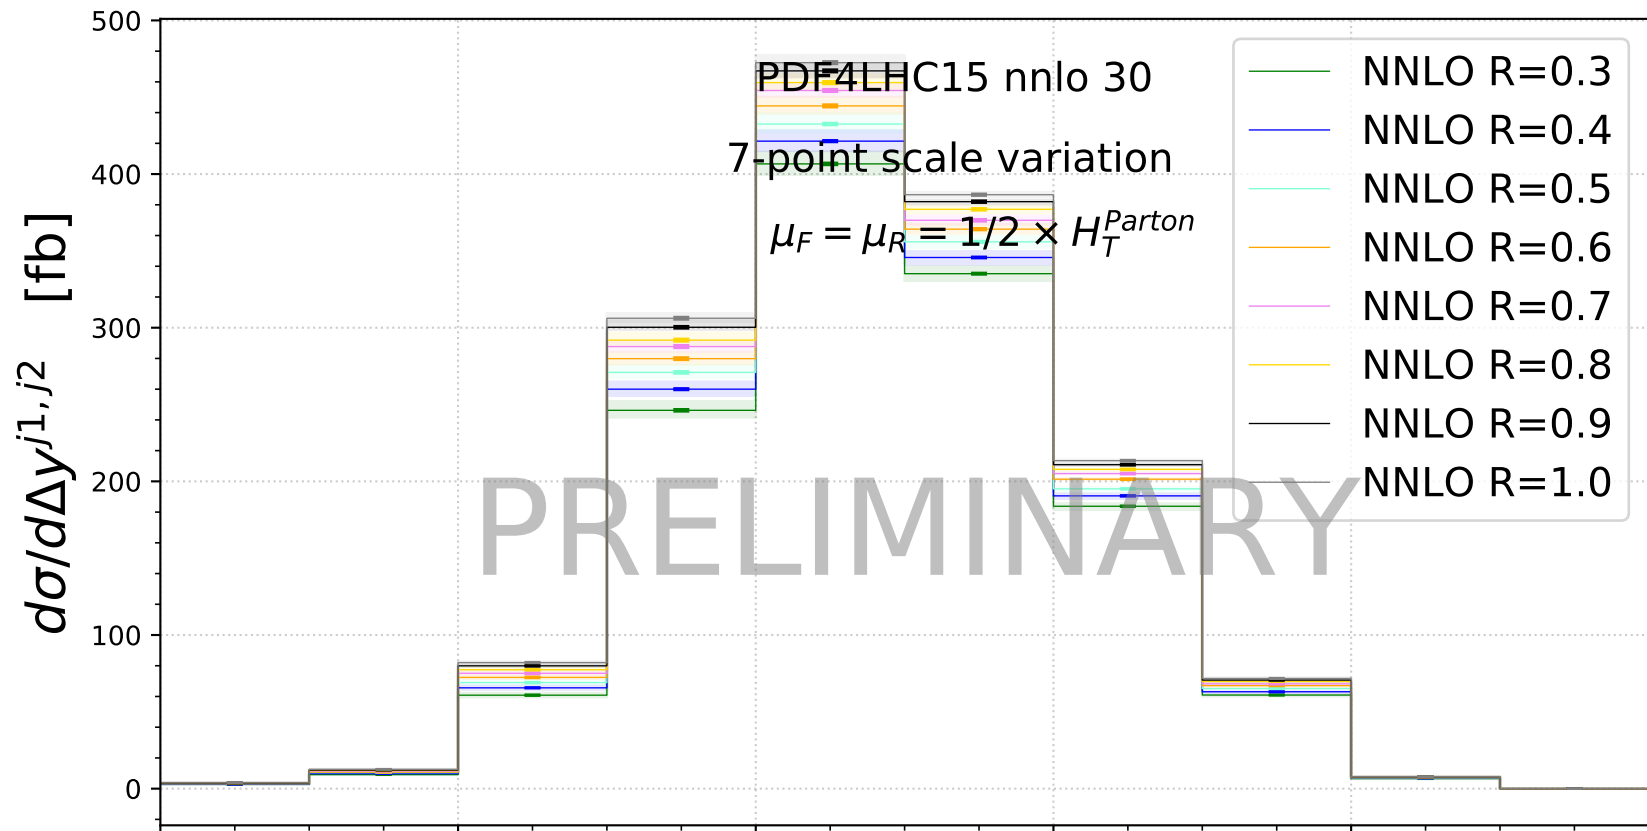 500
400
300
200
100
0
dσ/dΔy^{j1,j2} [fb]
PDF4LHC15 nnlo 30
7-point scale variation
μ_F = μ_R = 1/2 × H_T^{Parton}
NNLO R=0.3
NNLO R=0.4
NNLO R=0.5
NNLO R=0.6
NNLO R=0.7
NNLO R=0.8
NNLO R=0.9
NNLO R=1.0
PRELIMINARY